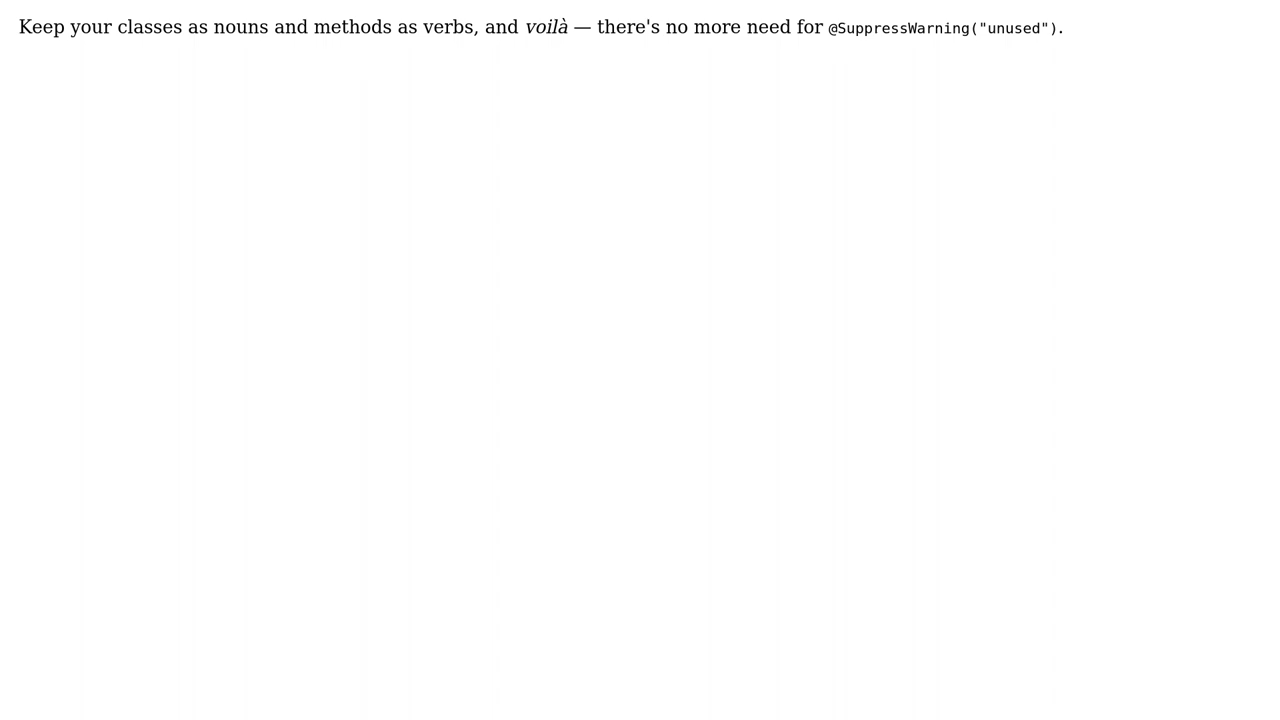 Keep your classes as nouns and methods as verbs, and voilà — there's no more need for @SuppressWarning("unused").